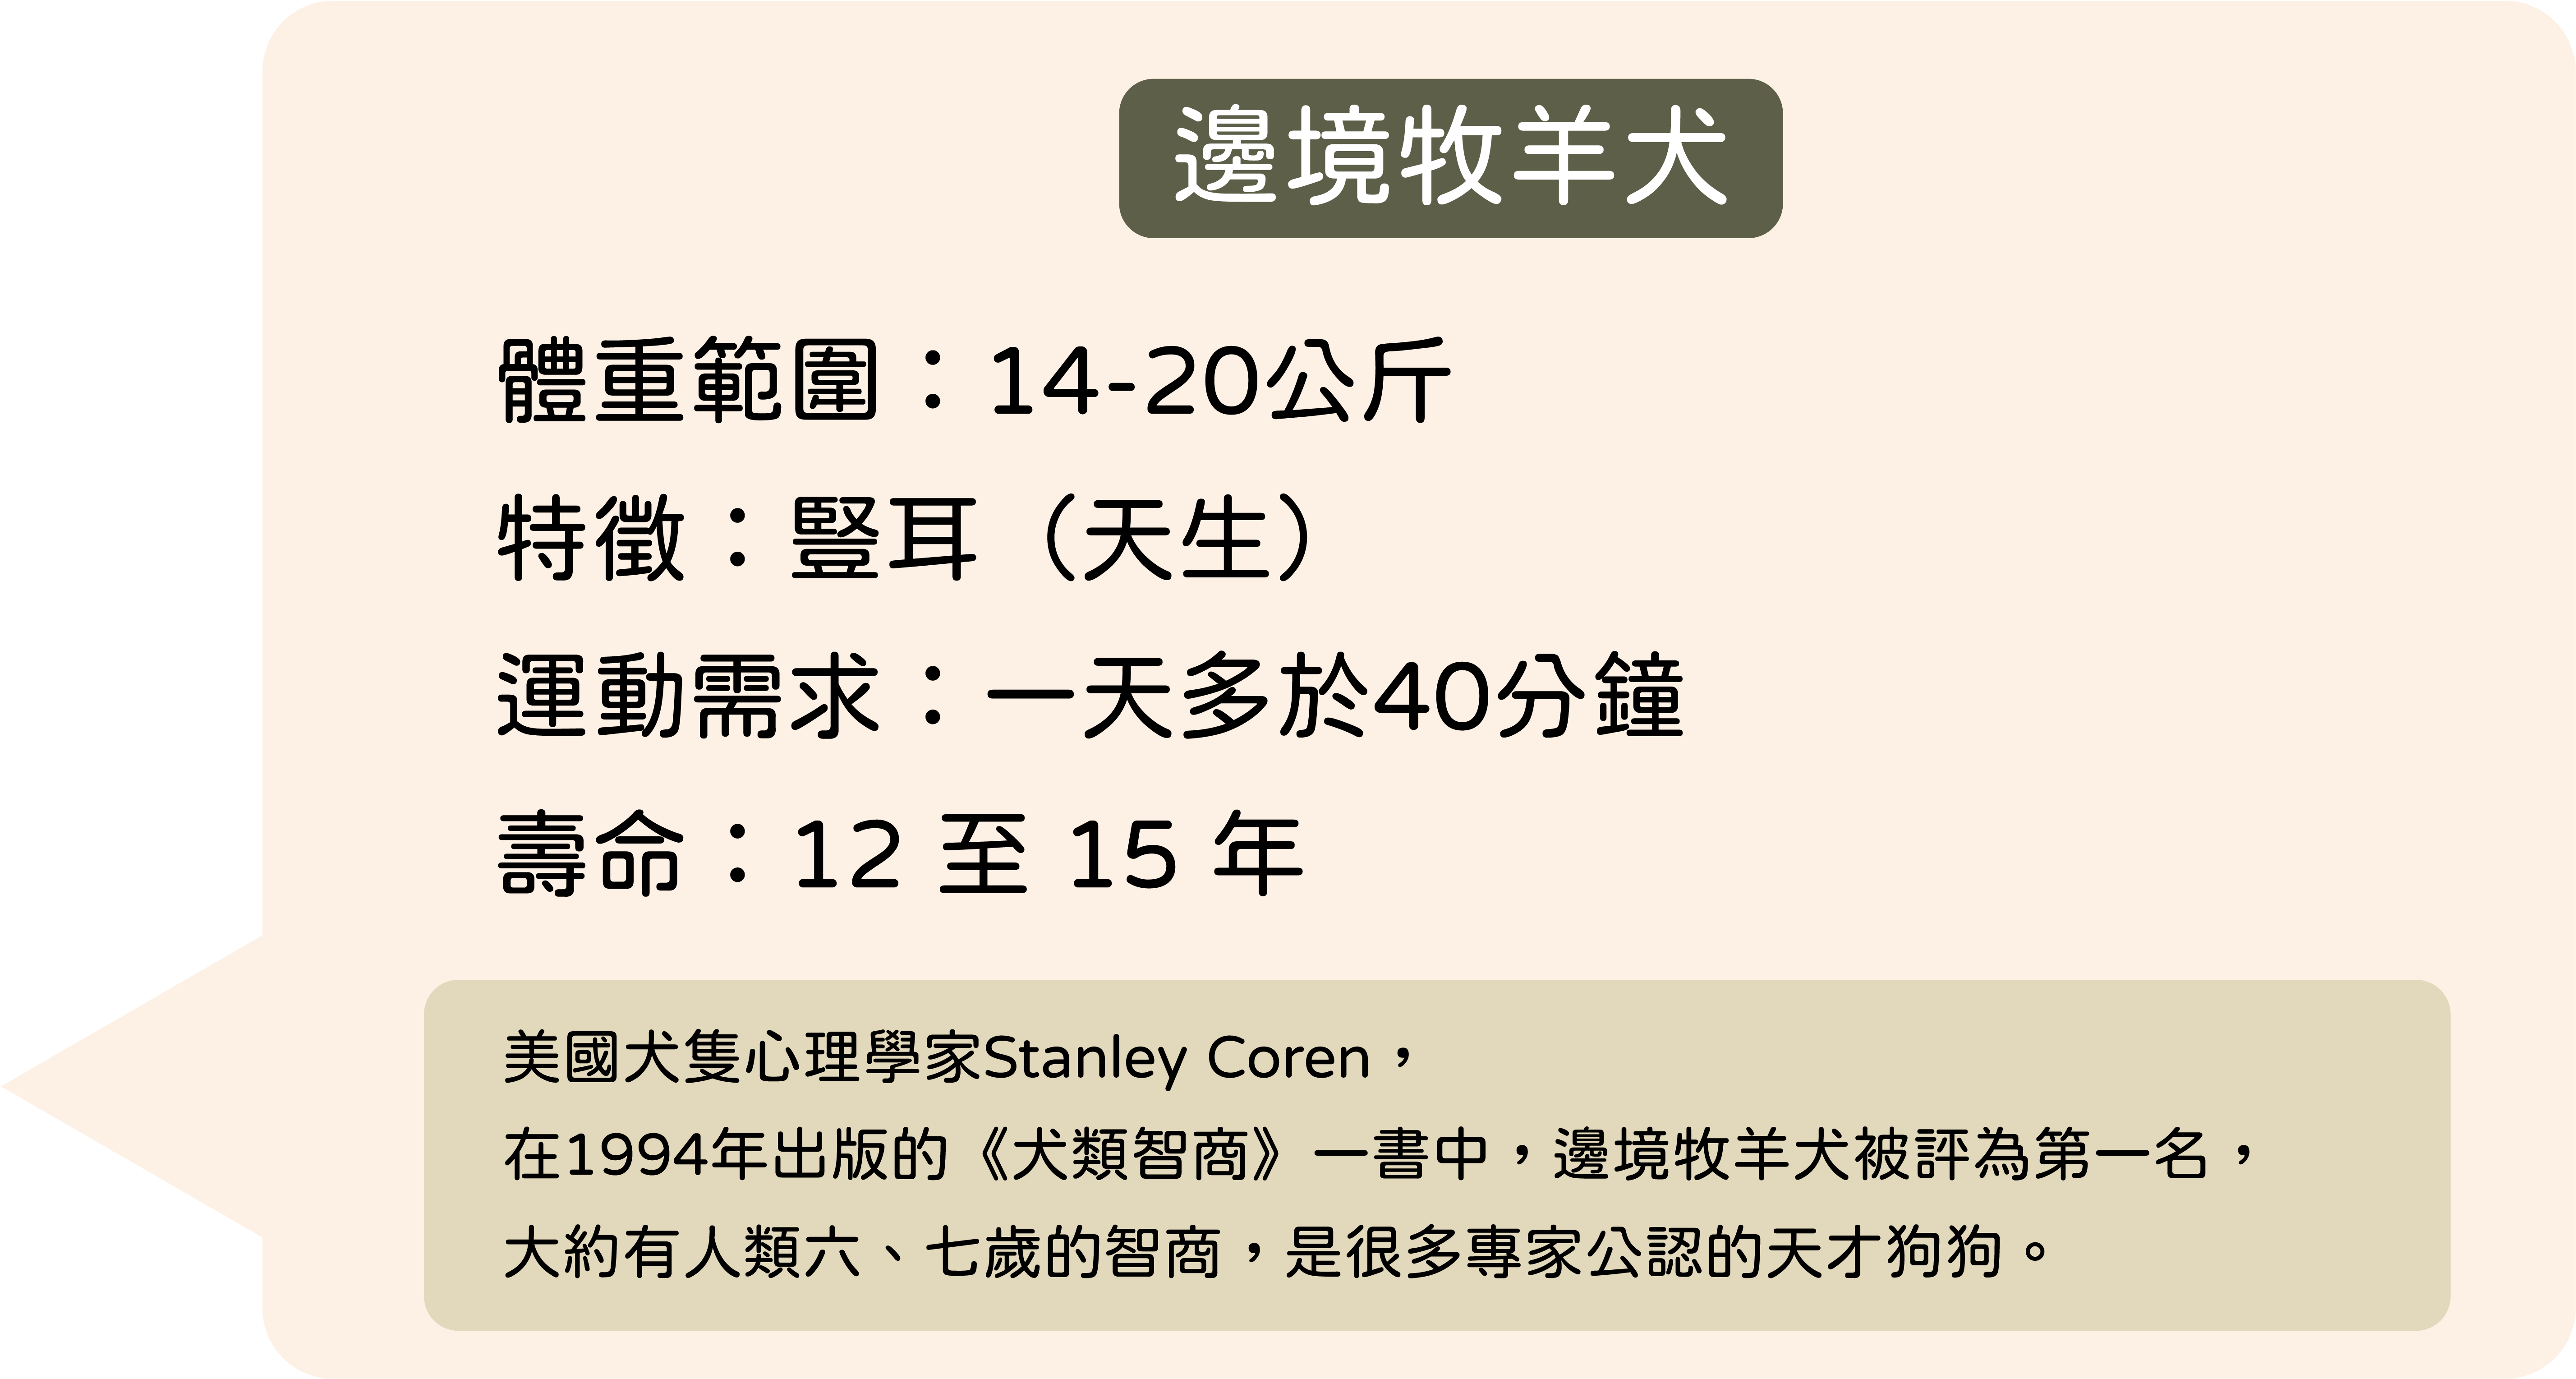 邊境牧羊犬
體重範圍：14-20公斤
特徵：豎耳（天生）
運動需求：一天多於40分鐘
壽命：12 至 15 年
美國犬隻心理學家Stanley Coren，
在1994年出版的《犬類智商》一書中，邊境牧羊犬被評為第一名，
大約有人類六、七歲的智商，是很多專家公認的天才狗狗。